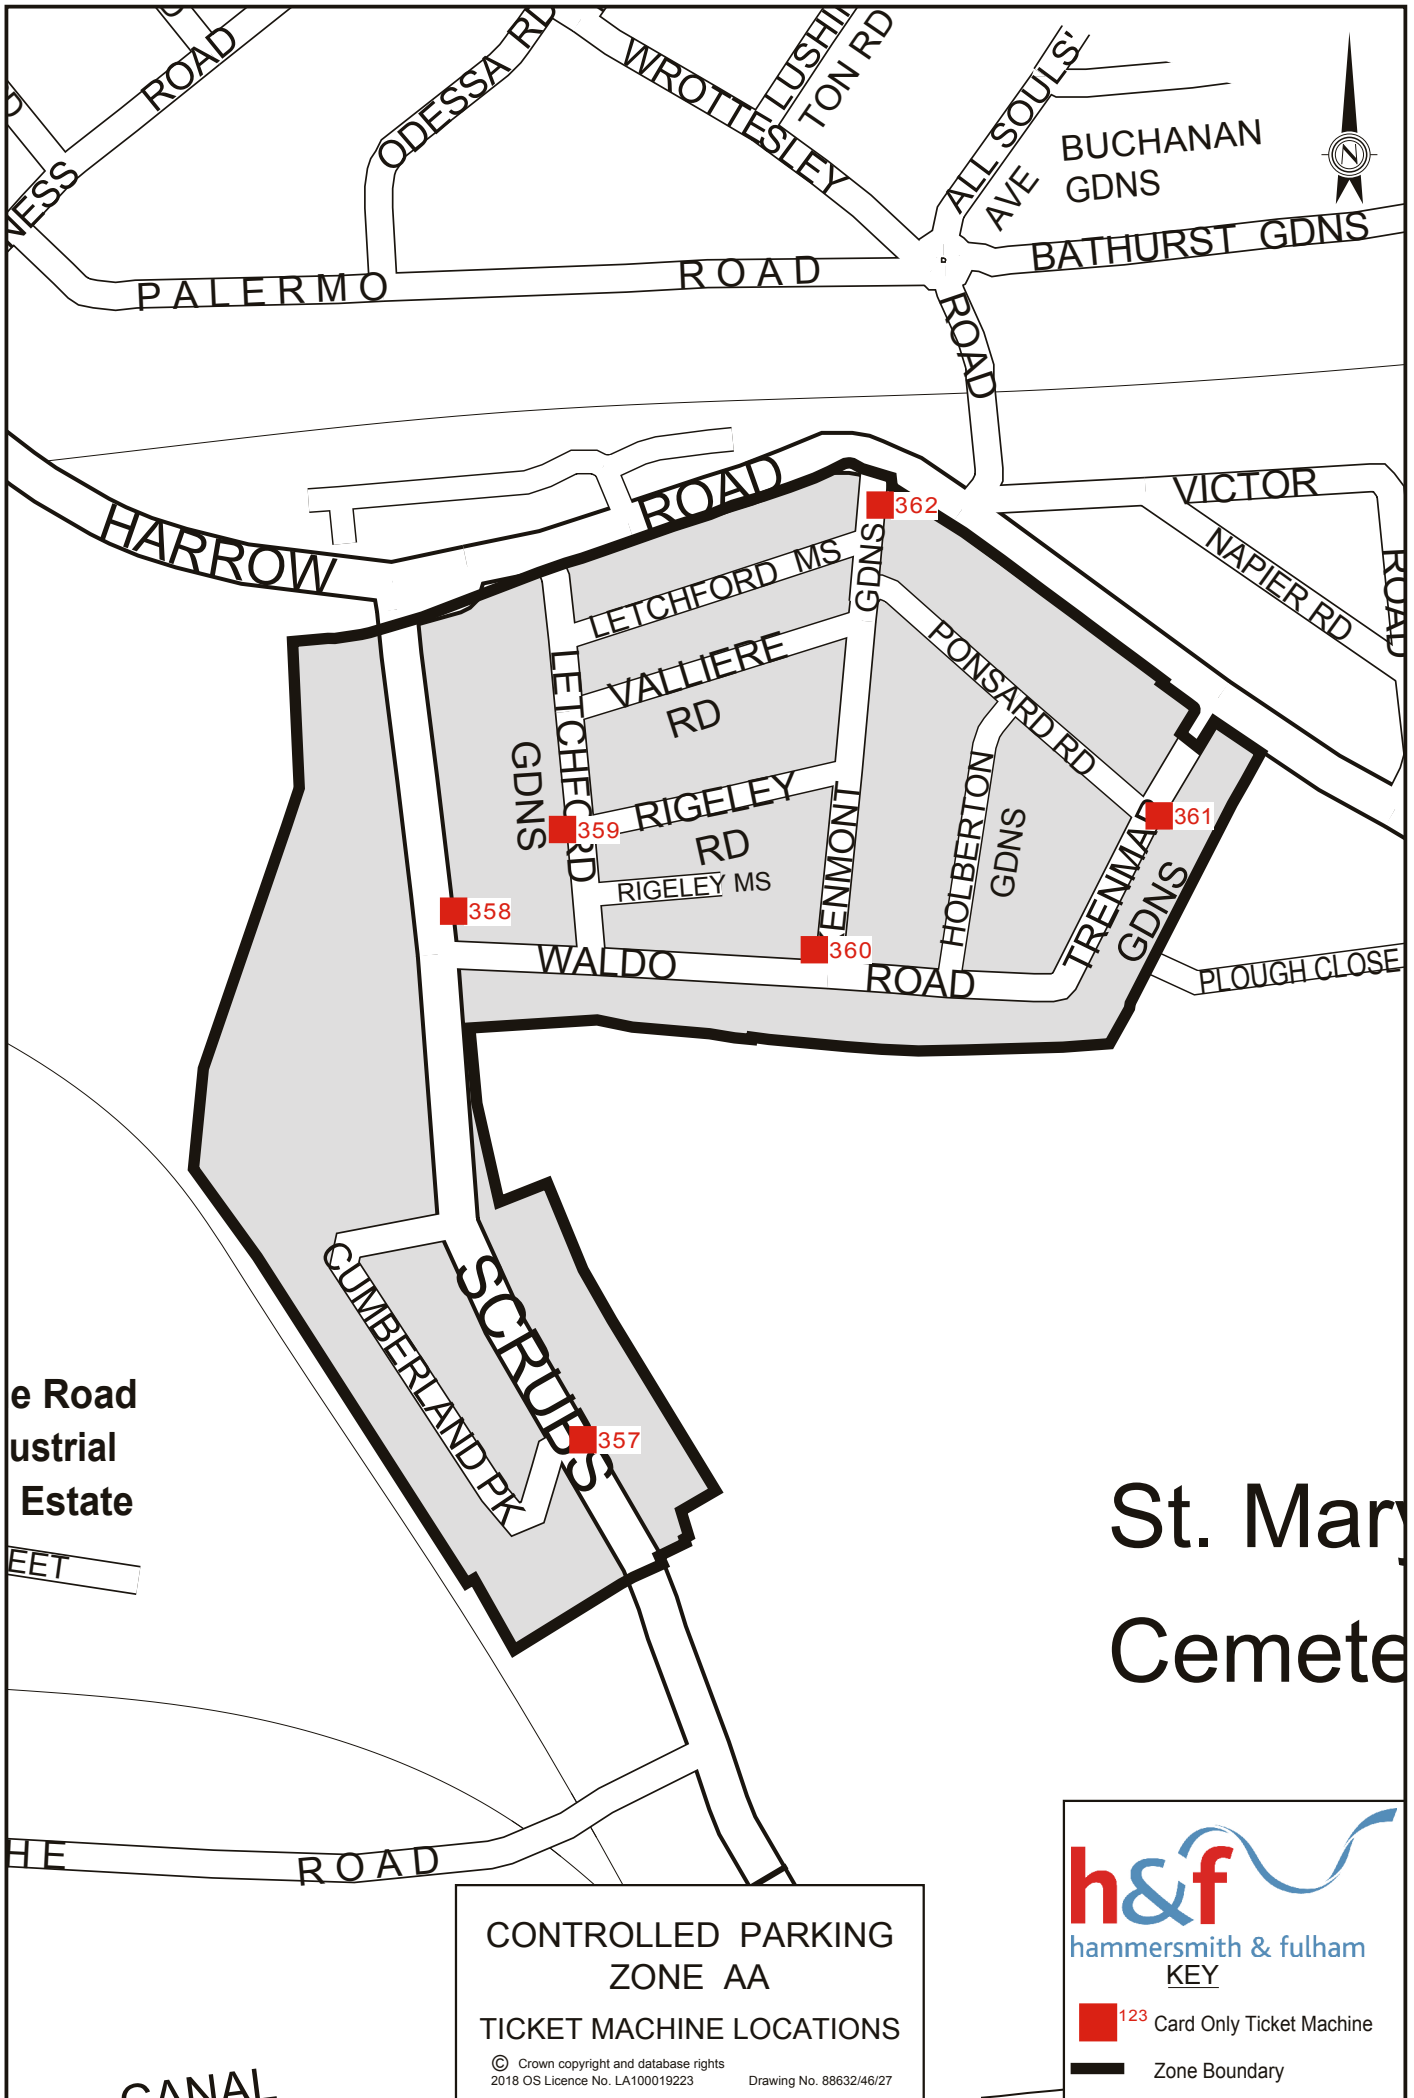 ROAD
NESS
ODESSA RD
WROTTESLEY
LUSHIN
TON RD
ALL SOULS'
AVE
BUCHANAN
GDNS
N
BATHURST GDNS
PALERMO ROAD
ROAD
HARROW ROAD
VICTOR
ROAD
NAPIER RD
362
GDNS
LETCHFORD MS
VALLIERE
RD
PONSARD RD
LETCHFORD
GDNS
359
RIGELEY
RD
RIGELEY MS
ENMONT
HOLBERTON
GDNS
361
TRENMAR
GDNS
358
360
WALDO ROAD
PLOUGH CLOSE
CUMBERLAND PK
SCRUBS
357
e Road
ustrial
Estate
EET
St. Mary
Cemete
HE ROAD
CANAL
CONTROLLED PARKING
ZONE AA
TICKET MACHINE LOCATIONS
© Crown copyright and database rights
2018 OS Licence No. LA100019223 Drawing No. 88632/46/27
h&f
hammersmith & fulham
KEY
123 Card Only Ticket Machine
Zone Boundary